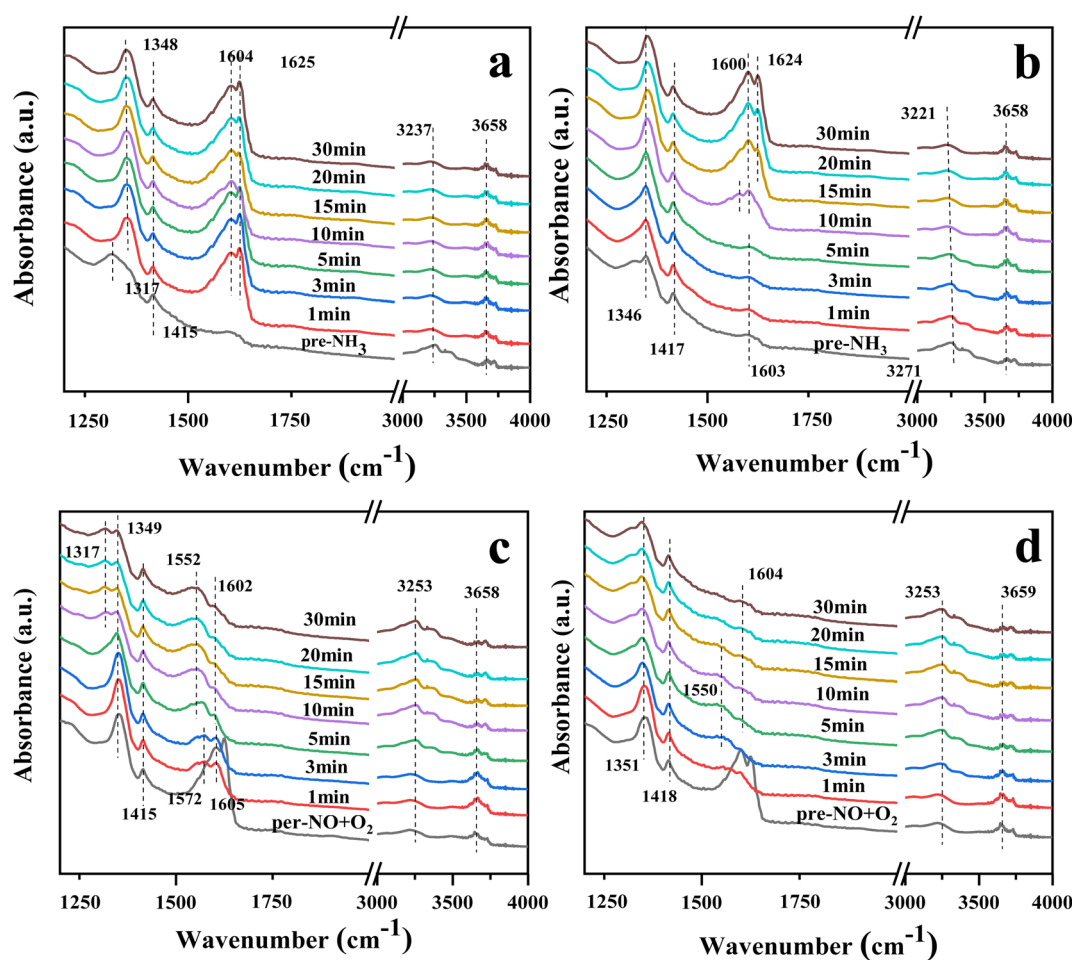 a
1348
1604
1625
3237
3658
30min
20min
15min
10min
5min
3min
1min
pre-NH3
1317
1415
Absorbance (a.u.)
1250
1500
1750
3000
3500
4000
Wavenumber (cm-1)
b
1600
1624
3221
3658
30min
20min
15min
10min
5min
3min
1min
pre-NH3
1346
1417
1603
3271
Absorbance (a.u.)
1250
1500
1750
3000
3500
4000
Wavenumber (cm-1)
c
1349
1317
1552
1602
3253
3658
30min
20min
15min
10min
5min
3min
1min
per-NO+O2
1572
1605
1415
Absorbance (a.u.)
1250
1500
1750
3000
3500
4000
Wavenumber (cm-1)
d
1604
3253
3659
30min
20min
15min
10min
5min
3min
1min
pre-NO+O2
1550
1351
1418
Absorbance (a.u.)
1250
1500
1750
3000
3500
4000
Wavenumber (cm-1)